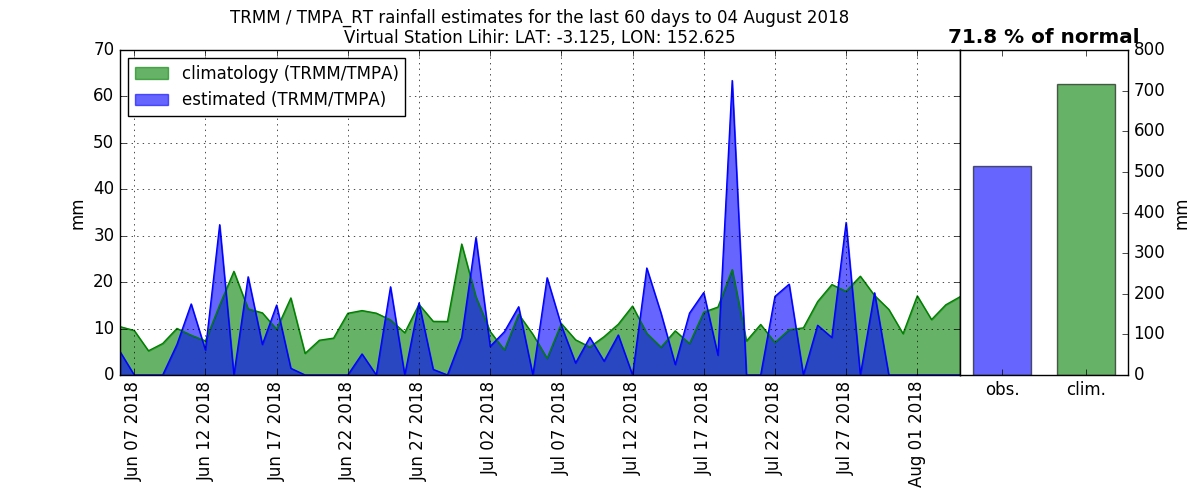 TRMM / TMPA_RT rainfall estimates for the last 60 days to 04 August 2018
Virtual Station Lihir: LAT: -3.125, LON: 152.625
71.8 % of normal
climatology (TRMM/TMPA)
estimated (TRMM/TMPA)
70
60
50
40
30
20
10
0
mm
Jun 07 2018
Jun 12 2018
Jun 17 2018
Jun 22 2018
Jun 27 2018
Jul 02 2018
Jul 07 2018
Jul 12 2018
Jul 17 2018
Jul 22 2018
Jul 27 2018
Aug 01 2018
obs.
clim.
800
700
600
500
400
300
200
100
0
mm